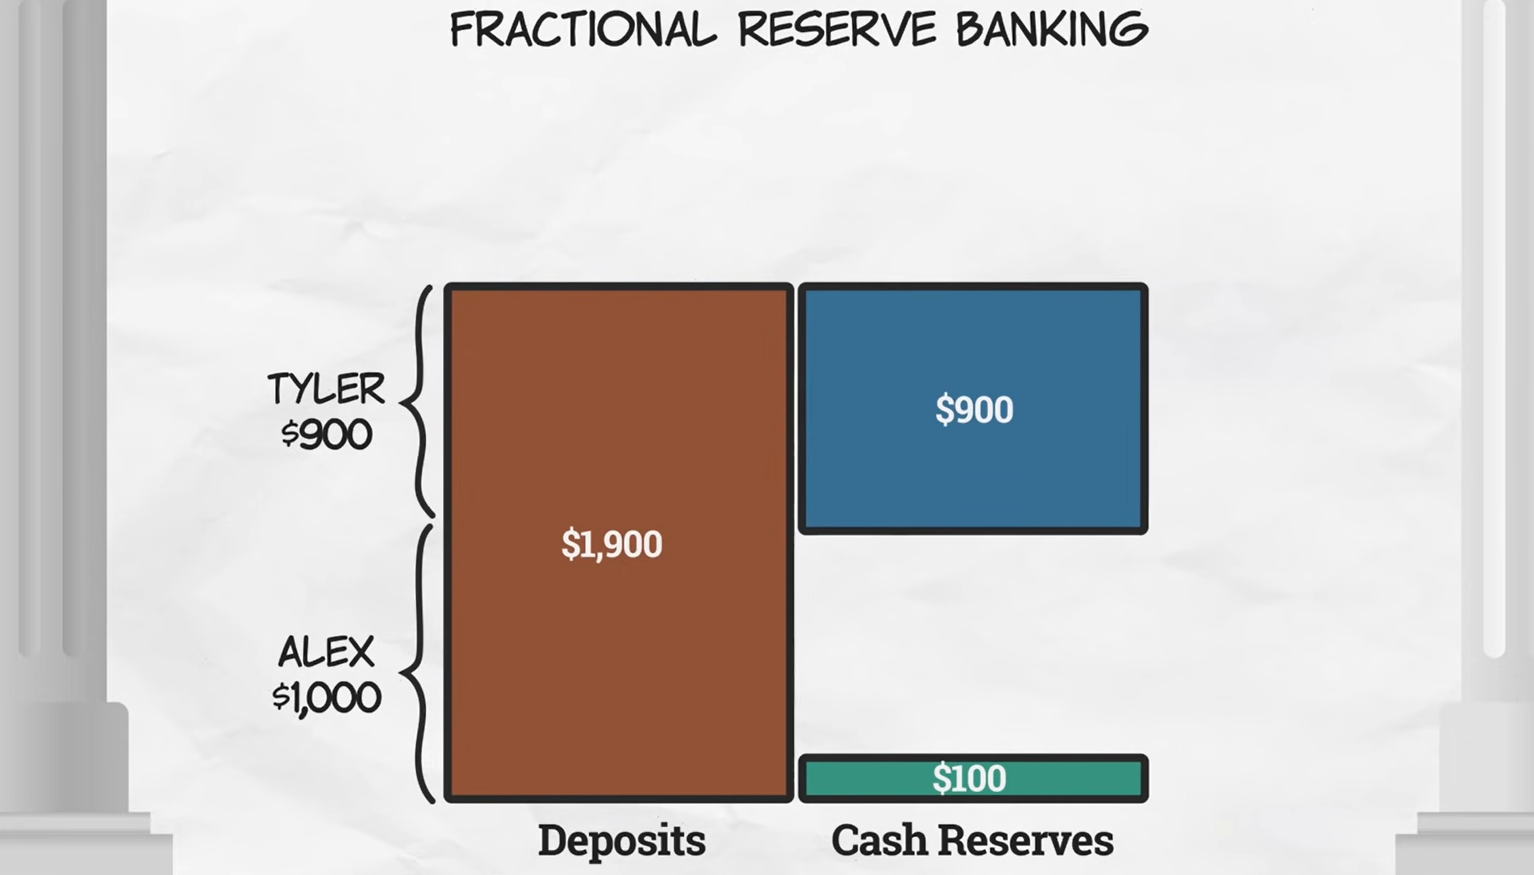 FRACTIONAL RESERVE BANKING
TYLER
$900
ALEX
$1,000
$1,900
$900
$100
Deposits
Cash Reserves